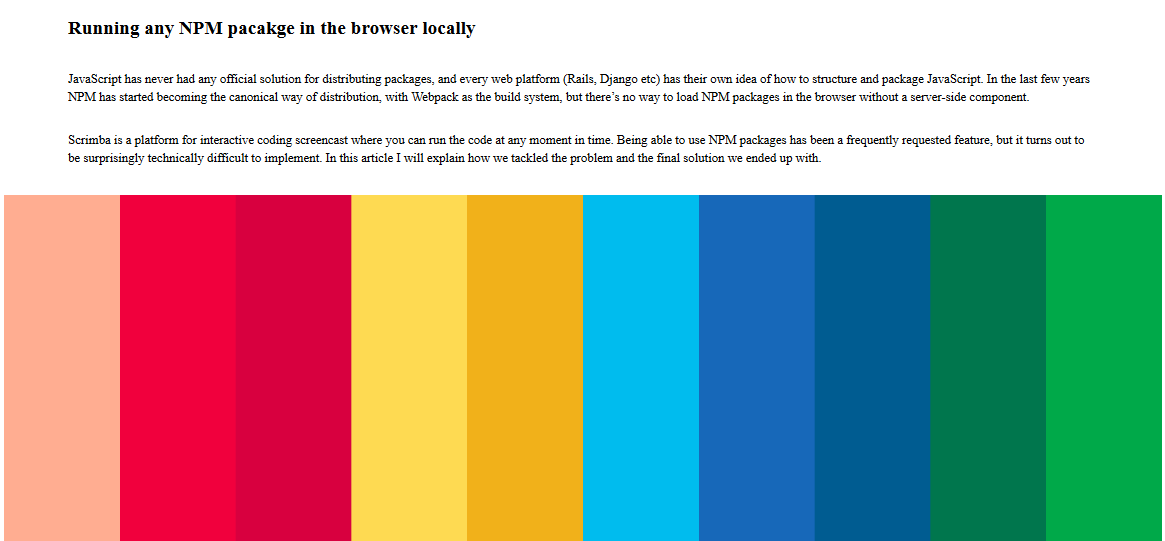 Running any NPM pacakge in the browser locally
JavaScript has never had any official solution for distributing packages, and every web platform (Rails, Django etc) has their own idea of how to structure and package JavaScript. In the last few years
NPM has started becoming the canonical way of distribution, with Webpack as the build system, but there’s no way to load NPM packages in the browser without a server-side component.
Scrimba is a platform for interactive coding screencast where you can run the code at any moment in time. Being able to use NPM packages has been a frequently requested feature, but it turns out to
be surprisingly technically difficult to implement. In this article I will explain how we tackled the problem and the final solution we ended up with.